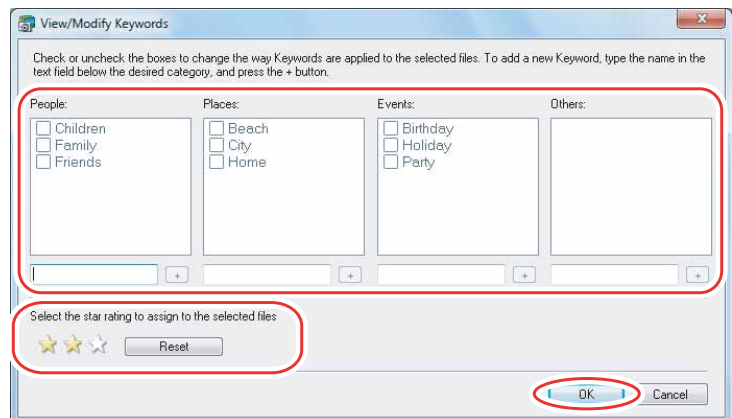 View/Modify Keywords
Check or uncheck the boxes to change the way Keywords are applied to the selected files. To add a new Keyword, type the name in the
text field below the desired category, and press the + button.
People: Places: Events: Others:
Children Beach Birthday
Family City Holiday
Friends Home Party
+ + + +
Select the star rating to assign to the selected files
Reset
OK Cancel